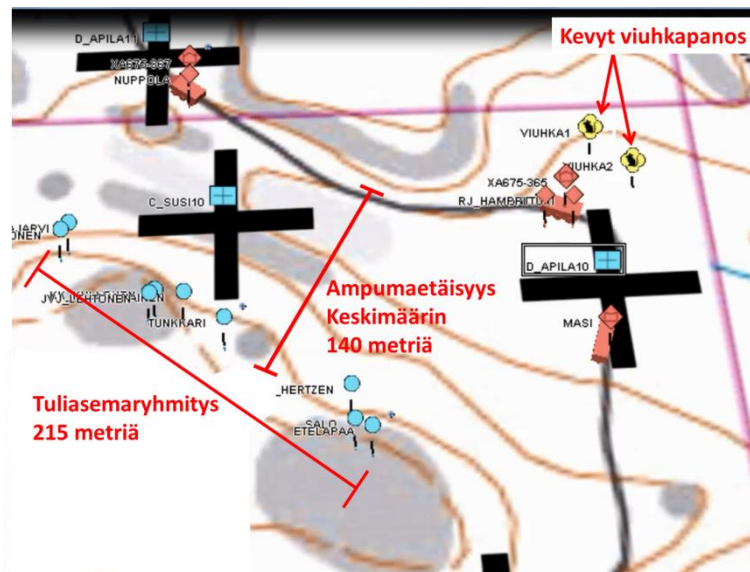 D_APILA11
Kevyt viuhkapanos
XA675-367
NUPPOLA
VIUHKA1
VIUHKA2
XA675-365
C_SUSI10
D_APILA10
Ampumaetäisyys
Keskimäärin
140 metriä
TUNKKARI
MASI
_HERTZEN
Tuliasemaryhmitys
215 metriä
SALO
ETELAPAA